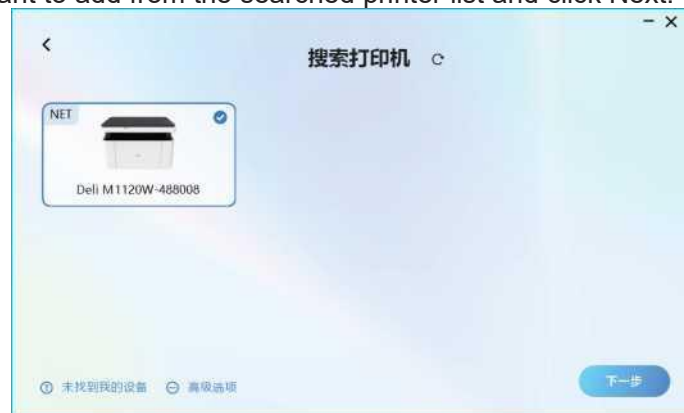 ant to add from the searched printer list and click Next.
搜索打印机
NET
Deli M1120W-488008
未找到我的设备 高级选项
下一步